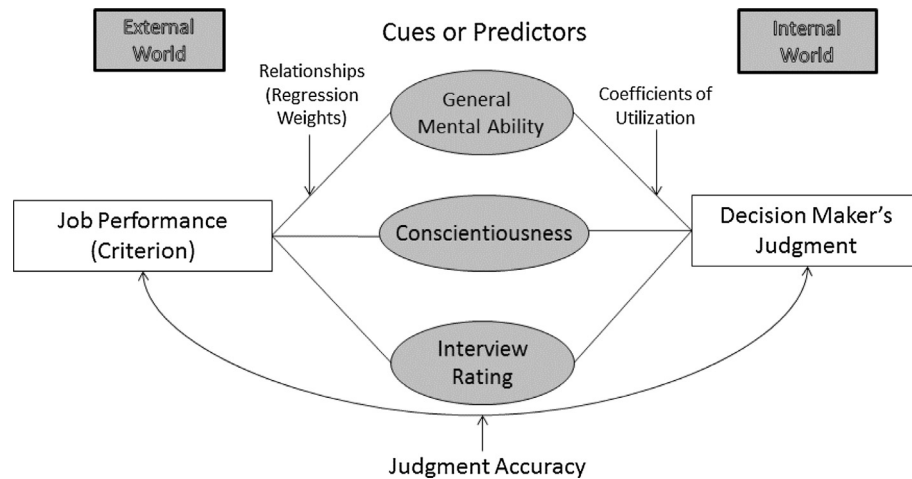 External
World
Cues or Predictors
Internal
World
Relationships
(Regression
Weights)
General
Mental Ability
Coefficients of
Utilization
Job Performance
(Criterion)
Conscientiousness
Decision Maker's
Judgment
Interview
Rating
Judgment Accuracy